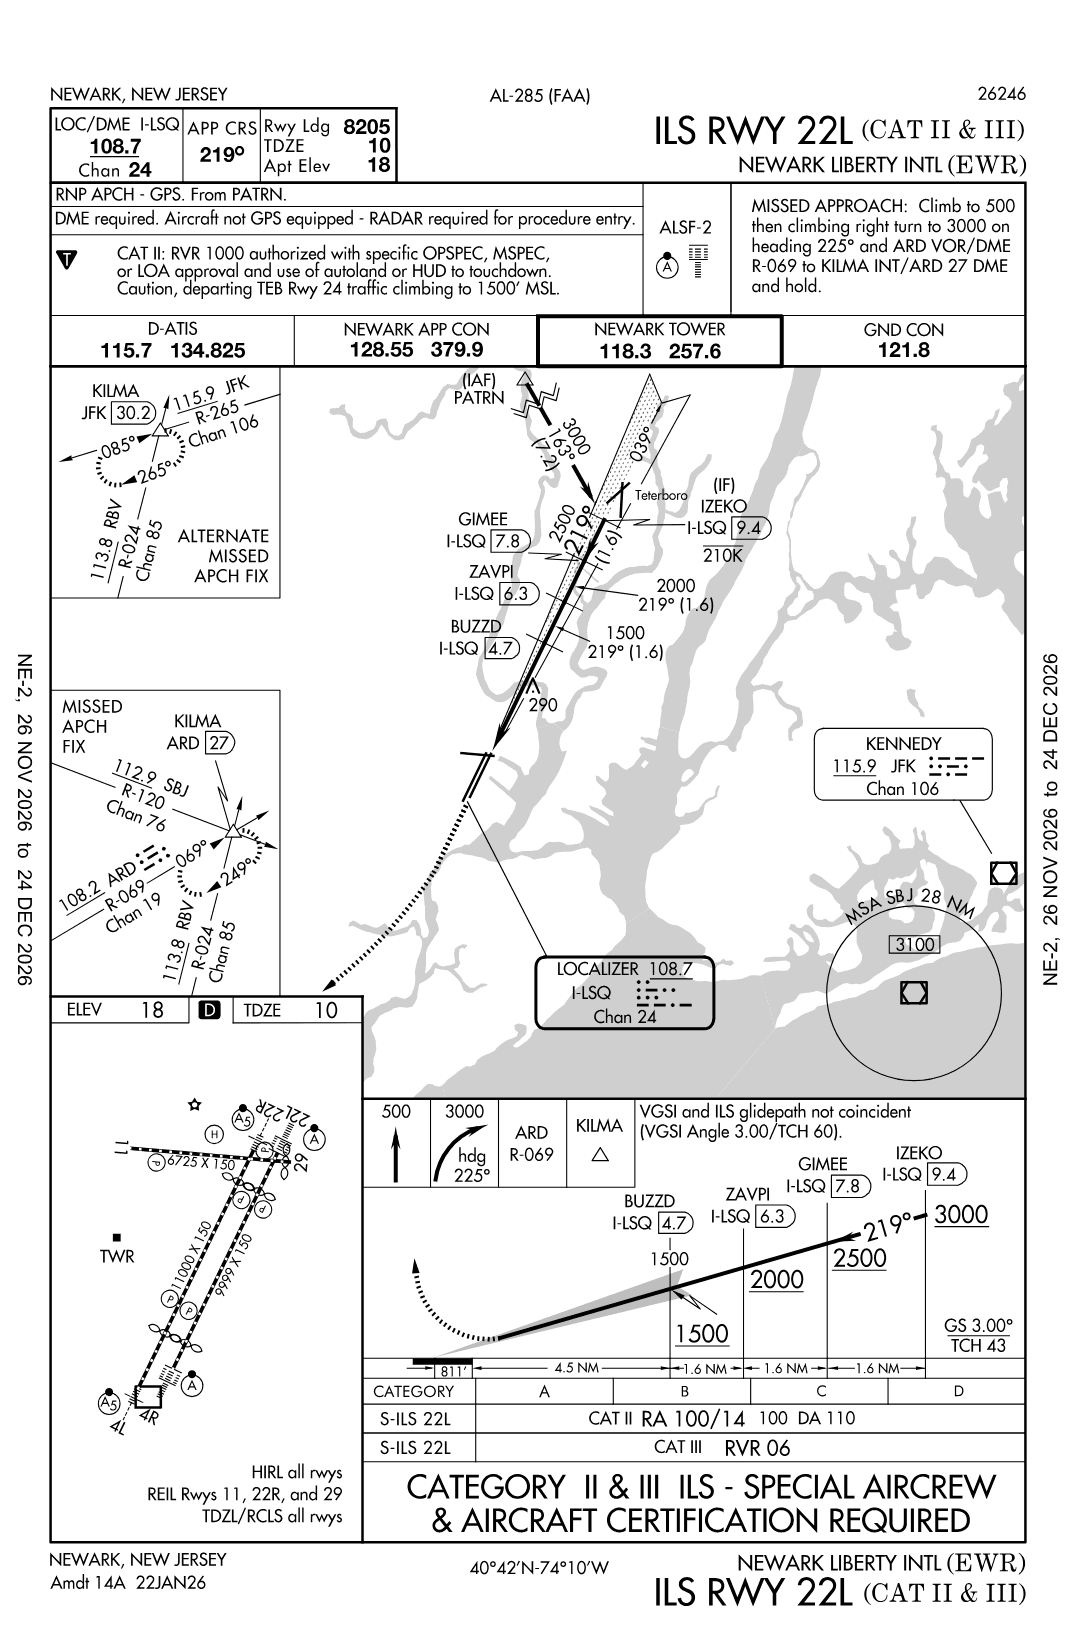 NEWARK, NEW JERSEY
AL-285 (FAA)
26246
LOC/DME I-LSQ
108.7
Chan 24
APP CRS
219°
Rwy Ldg 8205
TDZE 10
Apt Elev 18
ILS RWY 22L (CAT II & III)
NEWARK LIBERTY INTL (EWR)
RNP APCH - GPS. From PATRN.
DME required. Aircraft not GPS equipped - RADAR required for procedure entry.
T
CAT II: RVR 1000 authorized with specific OPSPEC, MSPEC,
or LOA approval and use of autoland or HUD to touchdown.
Caution, departing TEB Rwy 24 traffic climbing to 1500' MSL.
ALSF-2
A
MISSED APPROACH: Climb to 500
then climbing right turn to 3000 on
heading 225° and ARD VOR/DME
R-069 to KILMA INT/ARD 27 DME
and hold.
D-ATIS
115.7 134.825
NEWARK APP CON
128.55 379.9
NEWARK TOWER
118.3 257.6
GND CON
121.8
KILMA
JFK 30.2
115.9 JFK
R-265
Chan 106
085°
265°
113.8 RBV
R-024
Chan 85
ALTERNATE
MISSED
APCH FIX
(IAF)
PATRN
3000
163°
(7.2)
039°
Teterboro
(IF)
IZEKO
I-LSQ 9.4
210K
2500
219°
(1.6)
GIMEE
I-LSQ 7.8
ZAVPI
I-LSQ 6.3
2000
219° (1.6)
BUZZD
I-LSQ 4.7
1500
219° (1.6)
290
MISSED
APCH
FIX
KILMA
ARD 27
112.9 SBJ
R-120
Chan 76
108.2 ARD
R-069
Chan 19
069°
249°
113.8 RBV
R-024
Chan 85
KENNEDY
115.9 JFK
Chan 106
MSA SBJ 28 NM
3100
LOCALIZER 108.7
I-LSQ
Chan 24
NE-2, 26 NOV 2026 to 24 DEC 2026
NE-2, 26 NOV 2026 to 24 DEC 2026
ELEV 18
D
TDZE 10
A5
22R
22L
A
H
11
P
6725 X 150
P
29
P
P
TWR
11000 X 150
9999 X 150
P
P
A
A5
4L
4R
HIRL all rwys
REIL Rwys 11, 22R, and 29
TDZL/RCLS all rwys
500
3000
hdg
225°
ARD
R-069
KILMA
VGSI and ILS glidepath not coincident
(VGSI Angle 3.00/TCH 60).
IZEKO
I-LSQ 9.4
GIMEE
I-LSQ 7.8
ZAVPI
I-LSQ 6.3
BUZZD
I-LSQ 4.7
1500
219°
3000
2500
2000
1500
GS 3.00°
TCH 43
811'
4.5 NM
1.6 NM
1.6 NM
1.6 NM
CATEGORY A B C D
S-ILS 22L CAT II RA 100/14 100 DA 110
S-ILS 22L CAT III RVR 06
CATEGORY II & III ILS - SPECIAL AIRCREW
& AIRCRAFT CERTIFICATION REQUIRED
NEWARK, NEW JERSEY
Amdt 14A 22JAN26
40°42'N-74°10'W
NEWARK LIBERTY INTL (EWR)
ILS RWY 22L (CAT II & III)